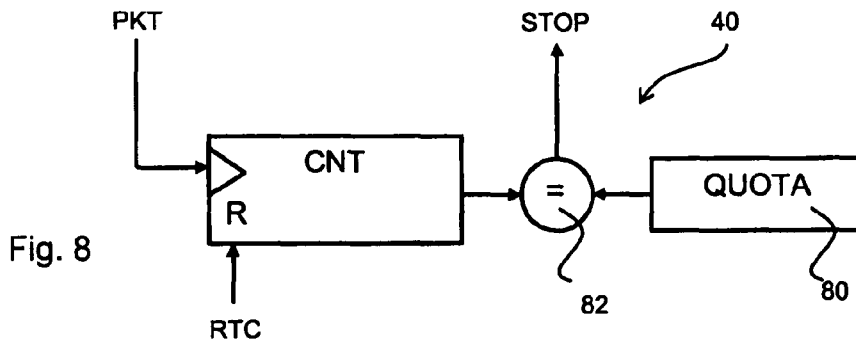 PKT
STOP
40
CNT
=
QUOTA
R
Fig. 8
82
80
RTC